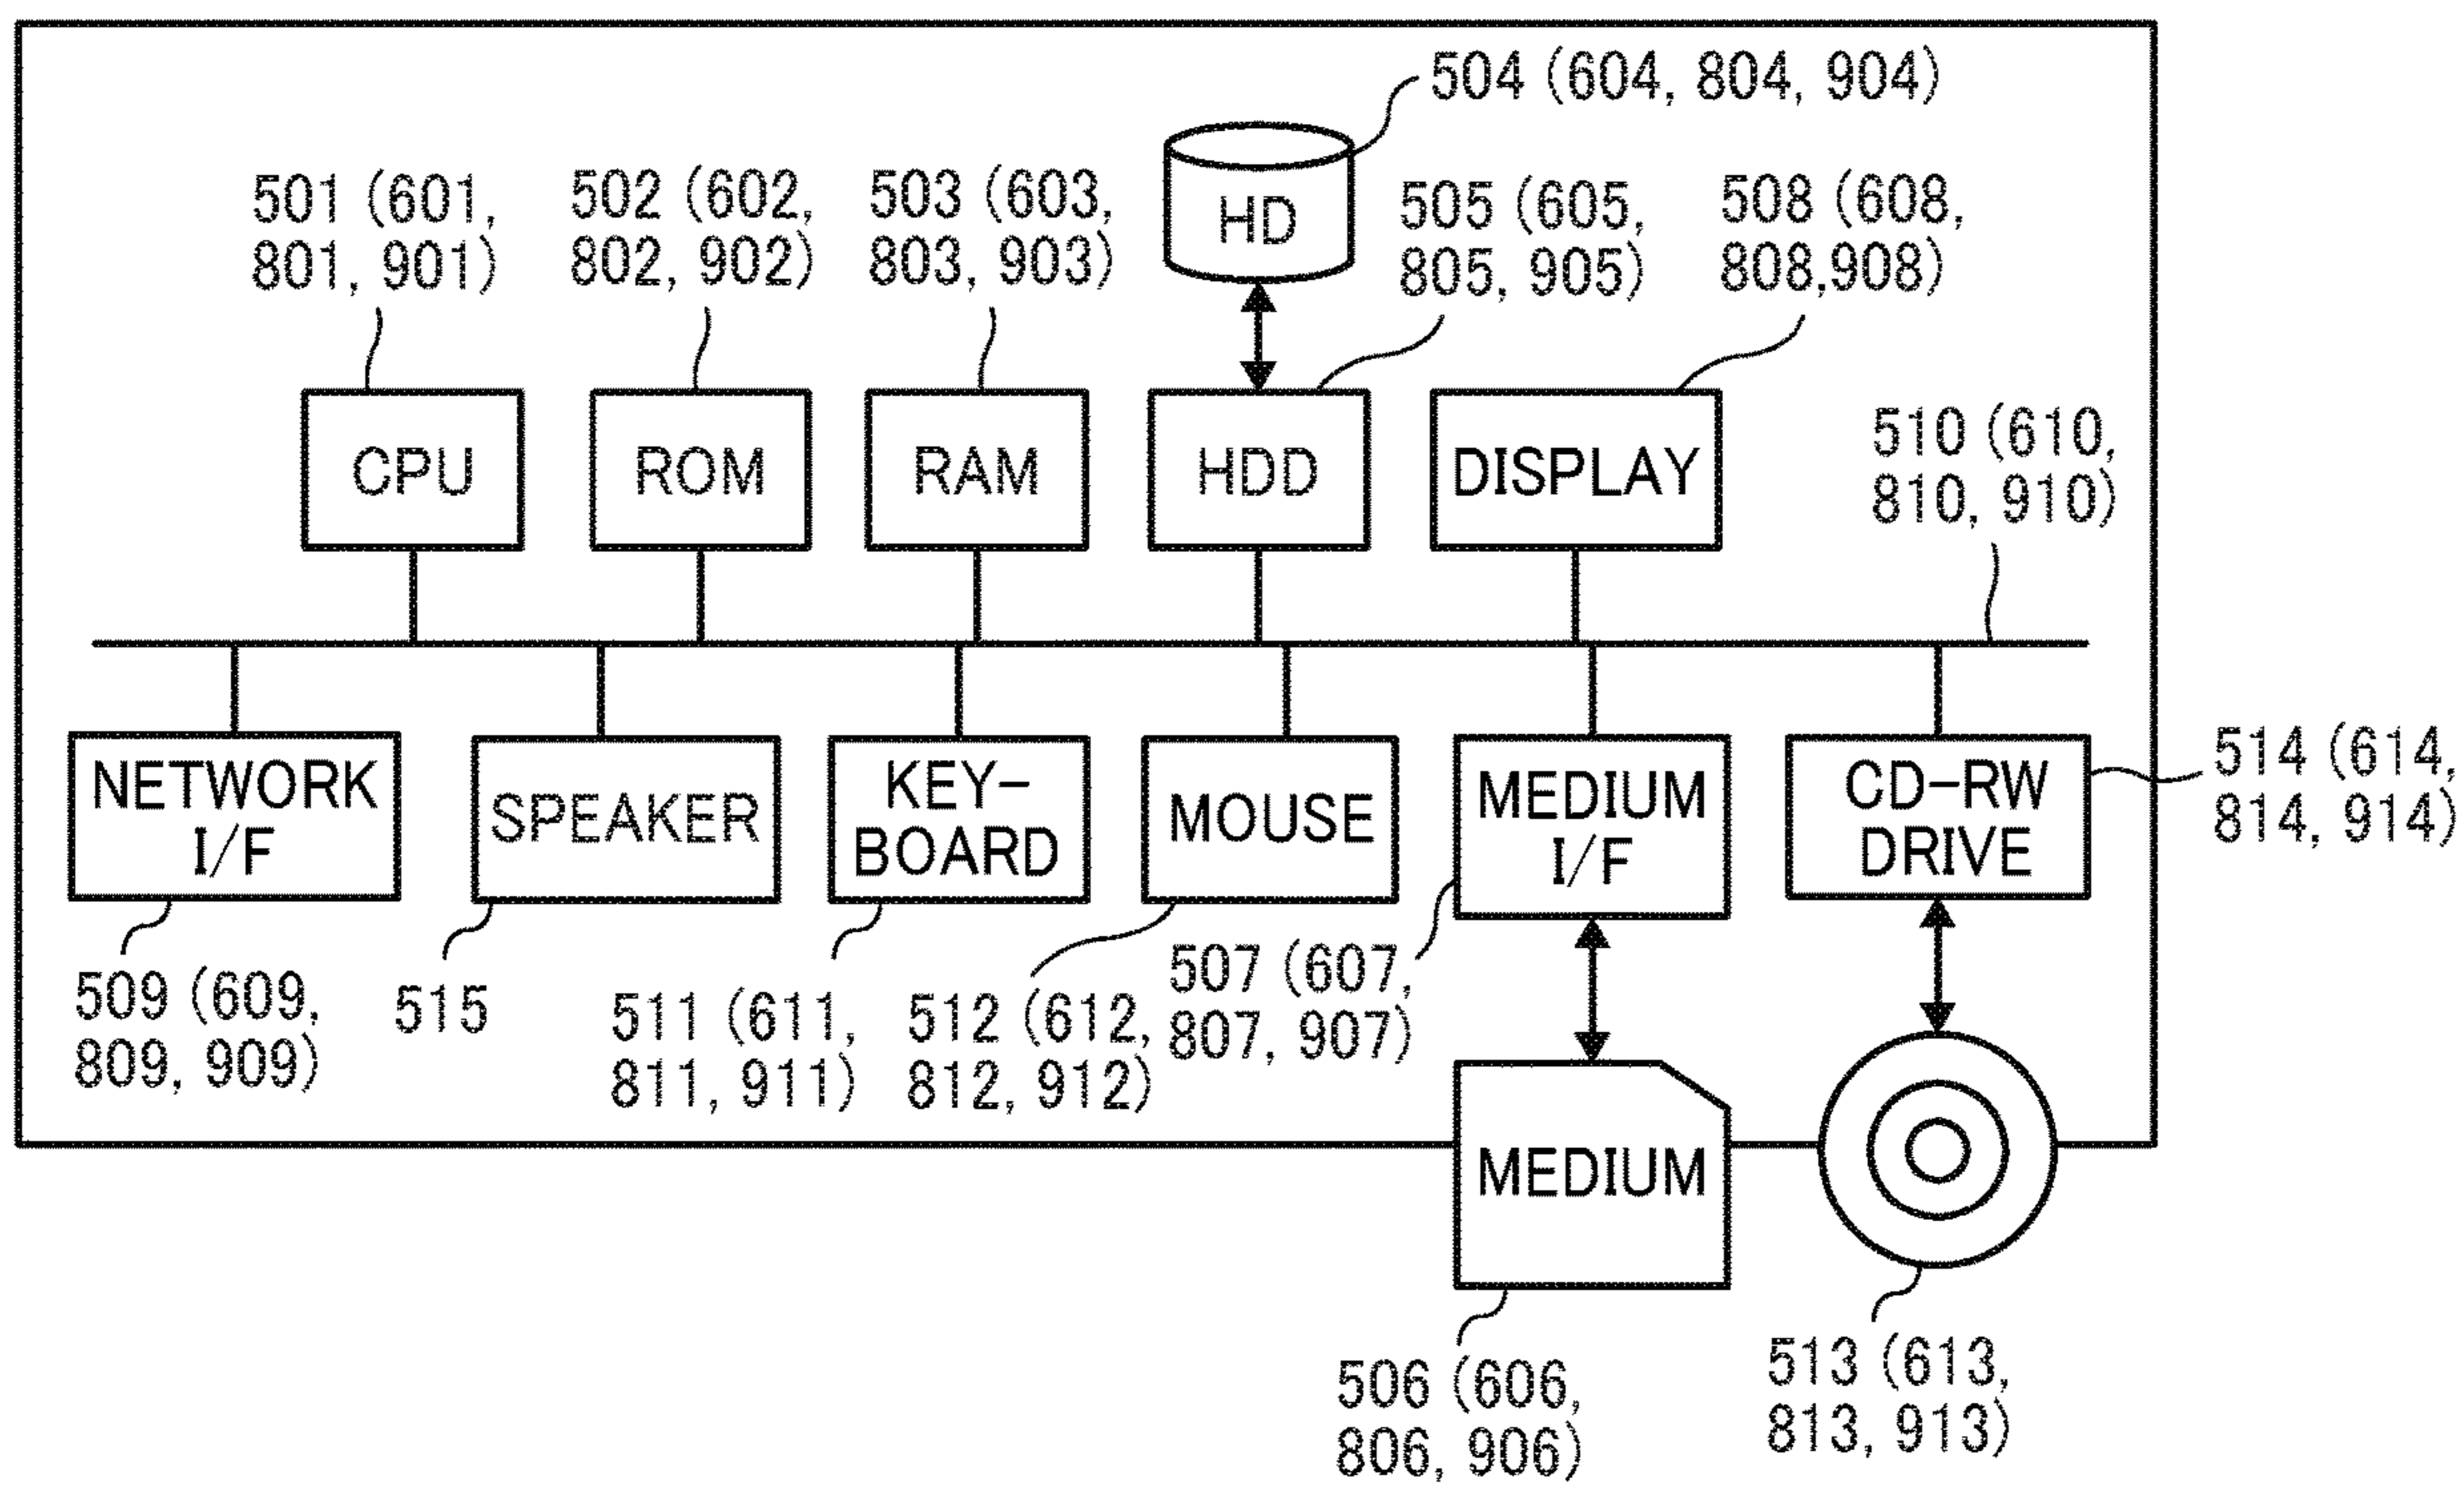 504 (604, 804, 904)
HD
501 (601,
801, 901)
502 (602,
802, 902)
503 (603,
803, 903)
505 (605,
805, 905)
508 (608,
808,908)
CPU
ROM
RAM
HDD
DISPLAY
510 (610,
810, 910)
NETWORK
I/F
SPEAKER
KEY-
BOARD
MOUSE
MEDIUM
I/F
CD-RW
DRIVE
514 (614,
814, 914)
509 (609,
809, 909)
515
511 (611,
811, 911)
512 (612,
812, 912)
507 (607,
807, 907)
MEDIUM
506 (606,
806, 906)
513 (613,
813, 913)